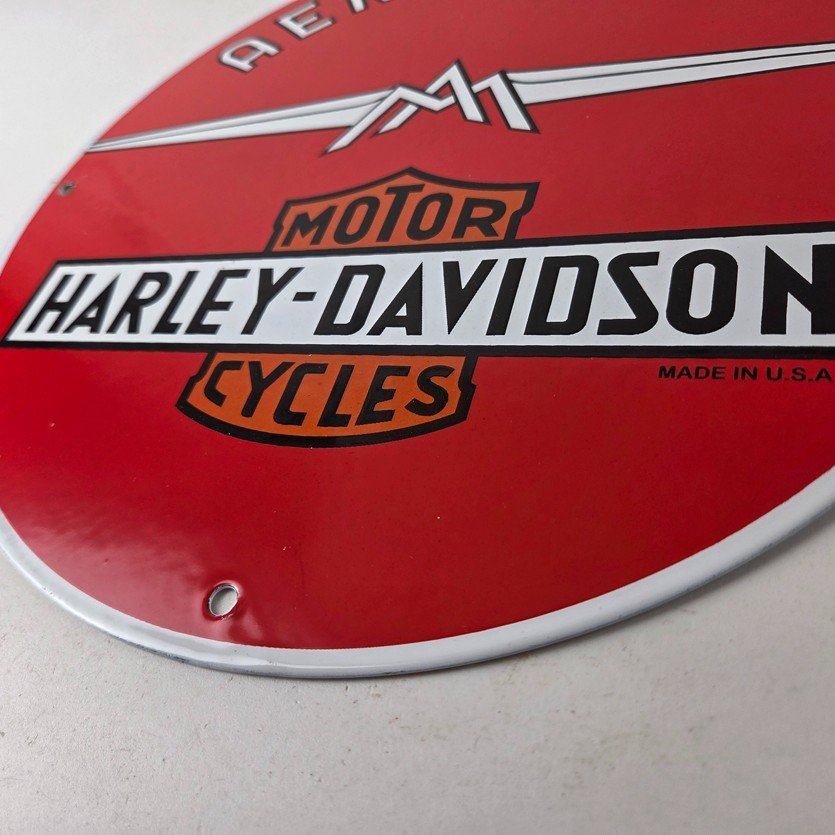 MOTOR
HARLEY-DAVIDSON
CYCLES
MADE IN U.S.A